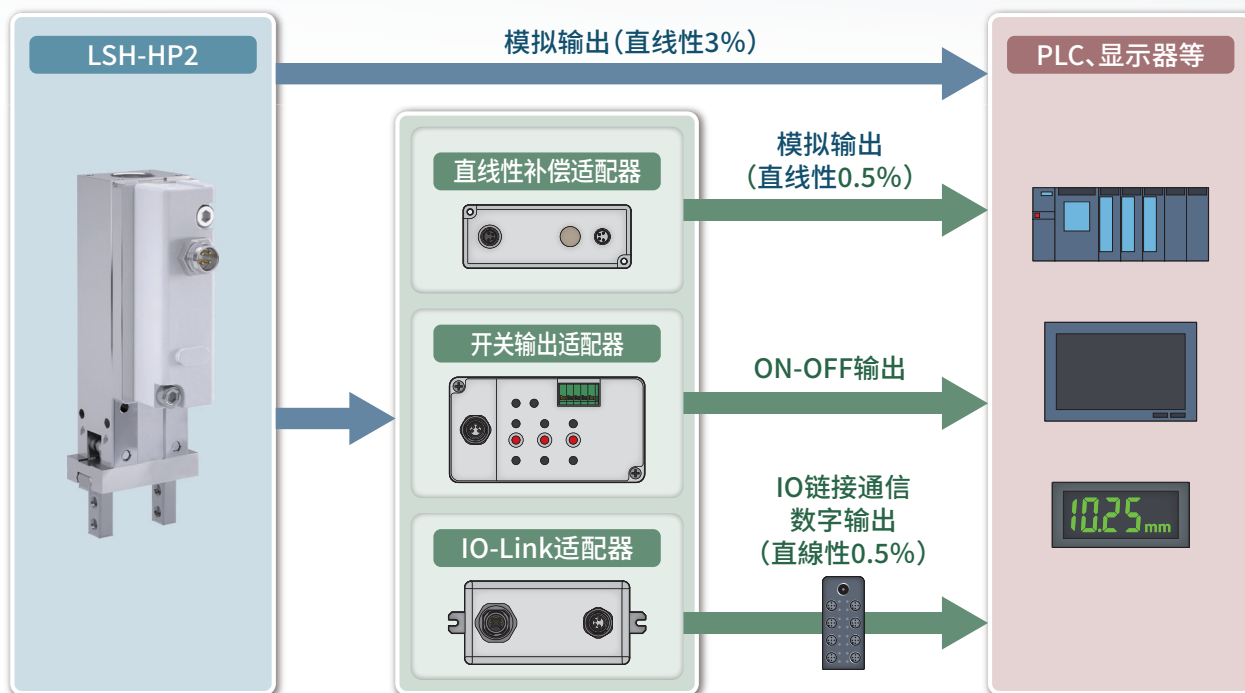 LSH-HP2
模拟输出（直线性3%）
PLC、显示器等
直线性补偿适配器
模拟输出
（直线性0.5%）
开关输出适配器
ON-OFF输出
IO-Link适配器
IO链接通信
数字输出
（直線性0.5%）
10.25mm